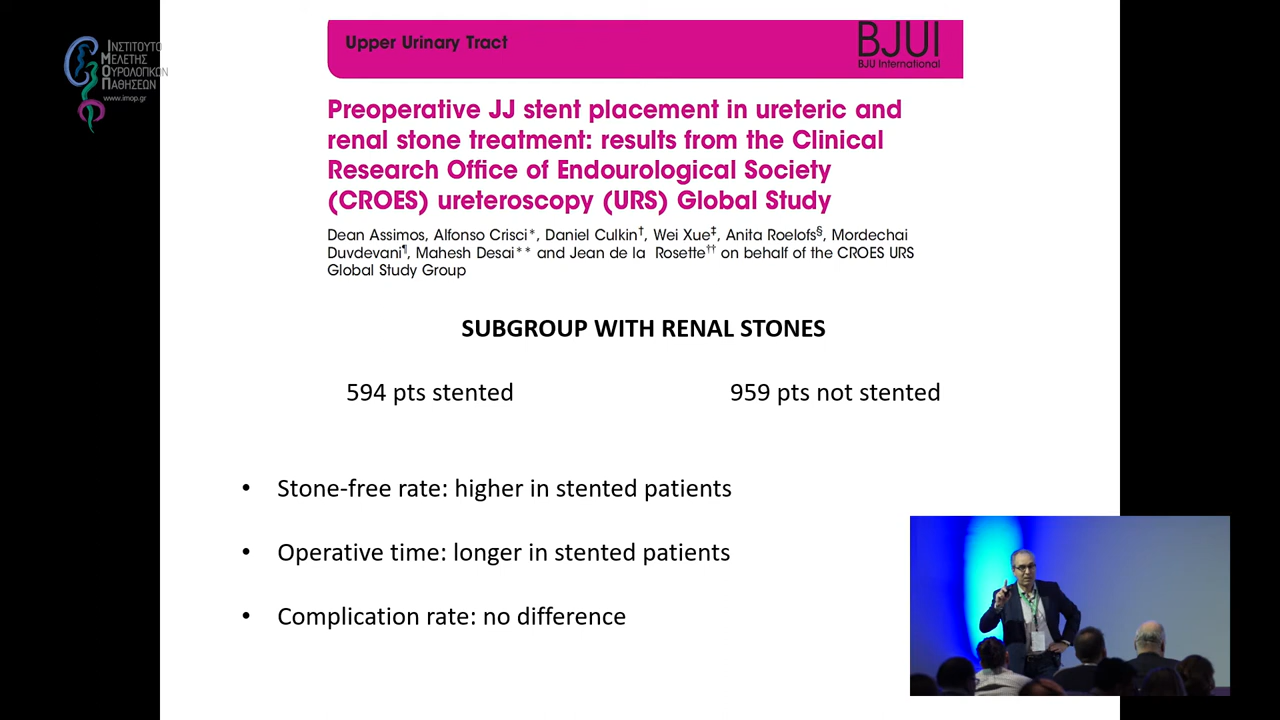 ΙΝΣΤΙΤΟΥΤΟ
ΜΕΛΕΤΗΣ
ΟΥΡΟΛΟΓΙΚΩΝ
ΠΑΘΗΣΕΩΝ
www.imop.gr
Upper Urinary Tract
BJUI
BJU International
Preoperative JJ stent placement in ureteric and
renal stone treatment: results from the Clinical
Research Office of Endourological Society
(CROES) ureteroscopy (URS) Global Study
Dean Assimos, Alfonso Crisci*, Daniel Culkin†, Wei Xue‡, Anita Roelofs§, Mordechai
Duvdevani¶, Mahesh Desai** and Jean de la Rosette†† on behalf of the CROES URS
Global Study Group
SUBGROUP WITH RENAL STONES
594 pts stented
959 pts not stented
• Stone-free rate: higher in stented patients
• Operative time: longer in stented patients
• Complication rate: no difference